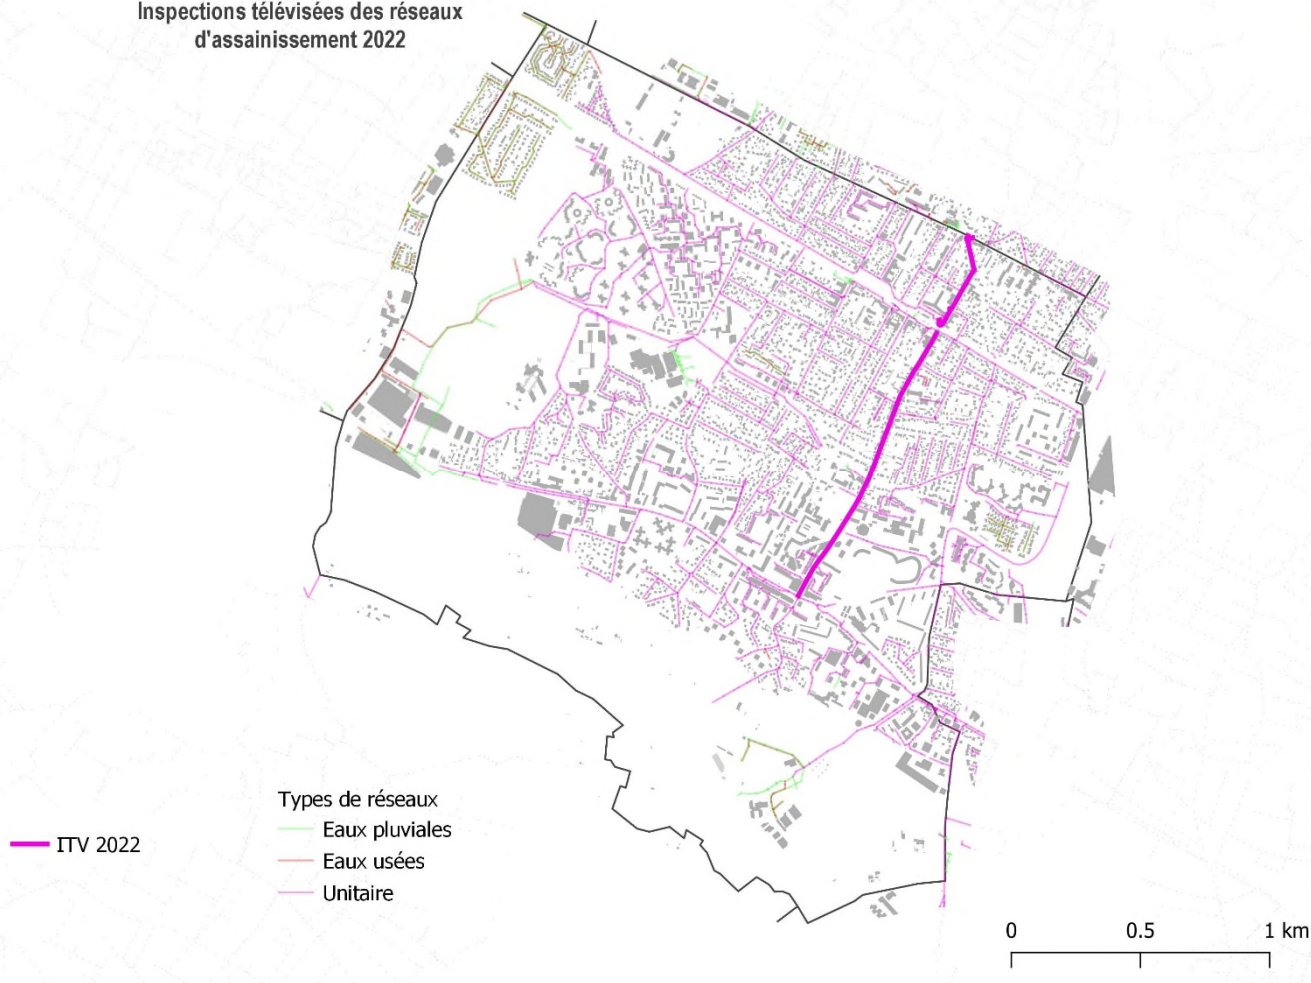 Inspections télévisées des réseaux
d'assainissement 2022
Types de réseaux
Eaux pluviales
ITV 2022
Eaux usées
Unitaire
0 0.5 1 km